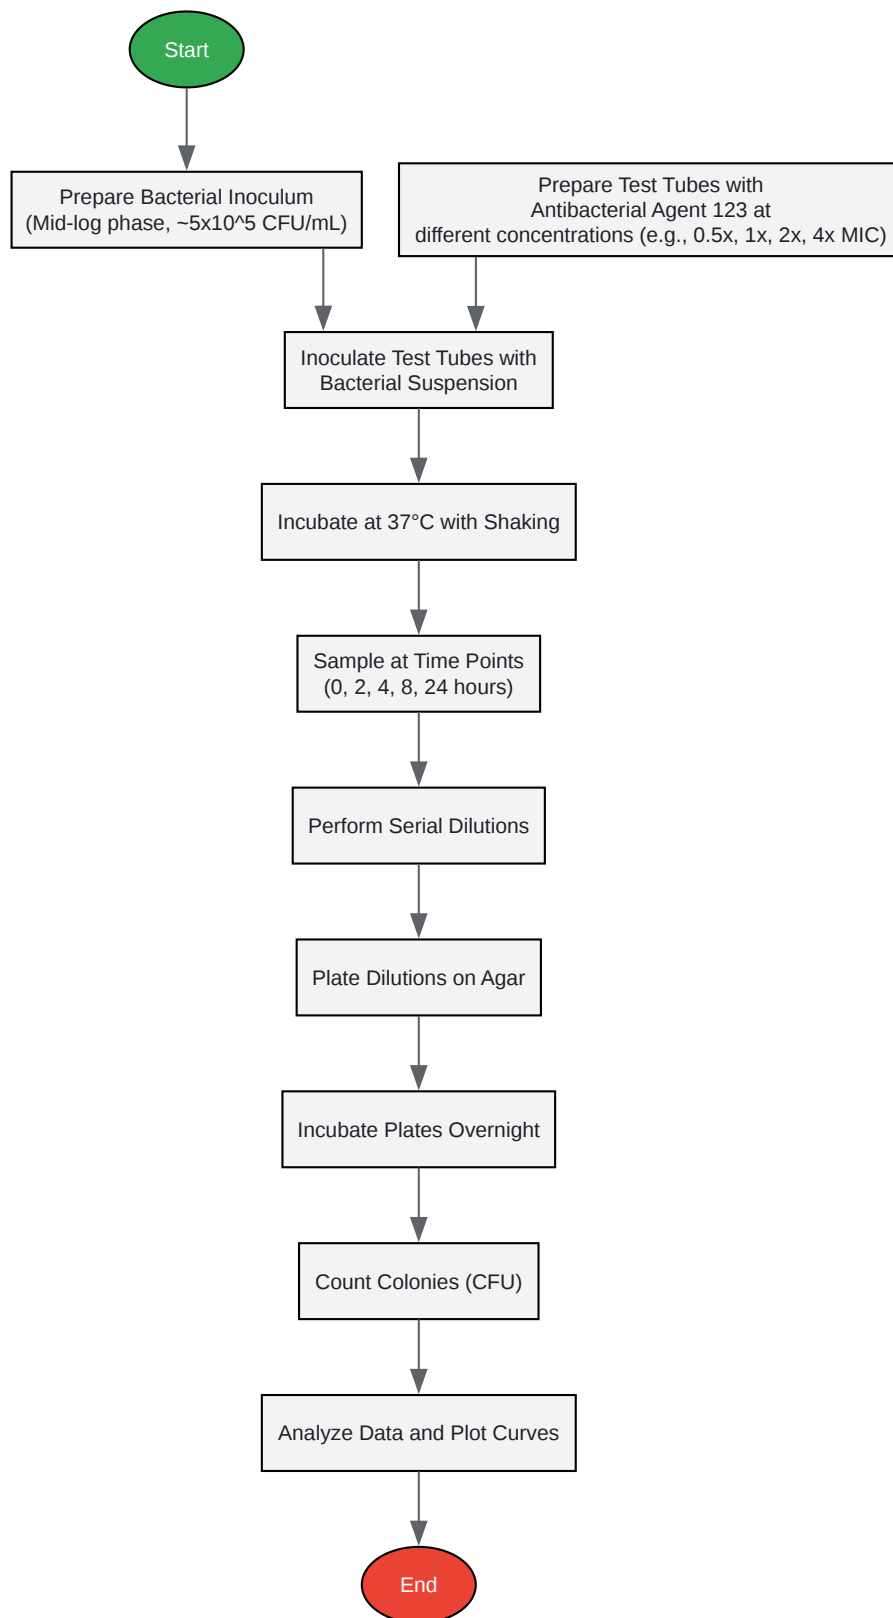 Start
Prepare Bacterial Inoculum
(Mid-log phase, ~5x10^5 CFU/mL)
Prepare Test Tubes with
Antibacterial Agent 123 at
different concentrations (e.g., 0.5x, 1x, 2x, 4x MIC)
Inoculate Test Tubes with
Bacterial Suspension
Incubate at 37°C with Shaking
Sample at Time Points
(0, 2, 4, 8, 24 hours)
Perform Serial Dilutions
Plate Dilutions on Agar
Incubate Plates Overnight
Count Colonies (CFU)
Analyze Data and Plot Curves
End